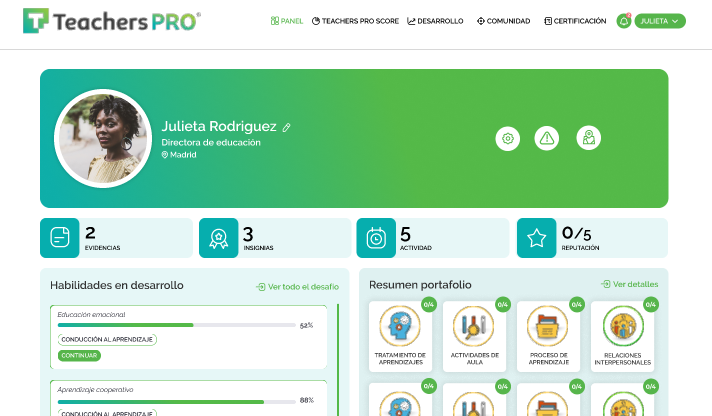 TeachersPRO®
PANEL
TEACHERS PRO SCORE
DESARROLLO
COMUNIDAD
CERTIFICACIÓN
JULIETA
Julieta Rodriguez
Directora de educación
Madrid
2
EVIDENCIAS
3
INSIGNIAS
5
ACTIVIDAD
0/5
REPUTACIÓN
Habilidades en desarrollo
Ver todo el desafío
Educación emacional
52%
CONDUCCIÓN AL APRENDIZAJE
CONTINUAR
Aprendizaje cooperativo
88%
CONDUCCIÓN AL APRENDIZAJE
Resumen portafolio
Ver detalles
0/4
0/4
0/4
0/4
TRATAMIENTO DE
APRENDIZAJES
ACTIVIDADES DE
AULA
PROCESO DE
APRENDIZAJE
RELACIONES
INTERPERSONALES
0/4
0/4
0/4
0/4